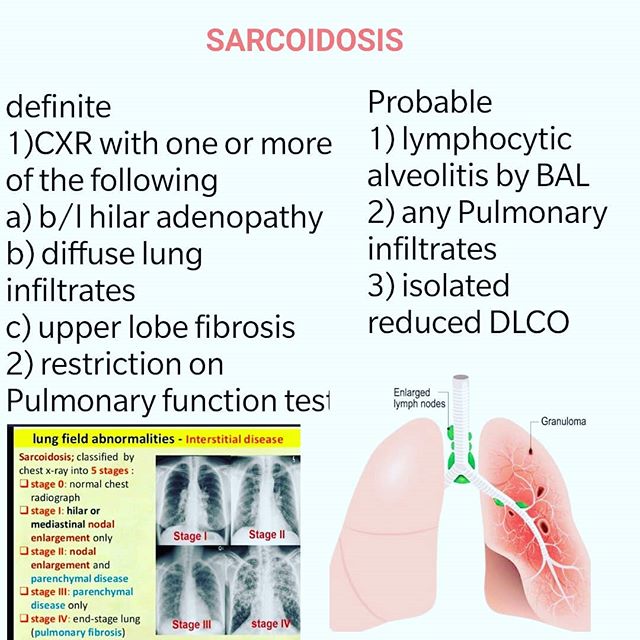 SARCOIDOSIS
definite
1)CXR with one or more
of the following
a) b/l hilar adenopathy
b) diffuse lung
infiltrates
c) upper lobe fibrosis
2) restriction on
Pulmonary function test
Probable
1) lymphocytic
alveolitis by BAL
2) any Pulmonary
infiltrates
3) isolated
reduced DLCO
lung field abnormalities - Interstitial disease
Sarcoidosis; classified by
chest x-ray into 5 stages :
stage 0: normal chest
radiograph
stage I: hilar or
mediastinal nodal
enlargement only
stage II: nodal
enlargement and
parenchymal disease
stage III: parenchymal
disease only
stage IV: end-stage lung
(pulmonary fibrosis)
Stage I
Stage II
Stage III
stage IV
Enlarged
lymph nodes
Granuloma